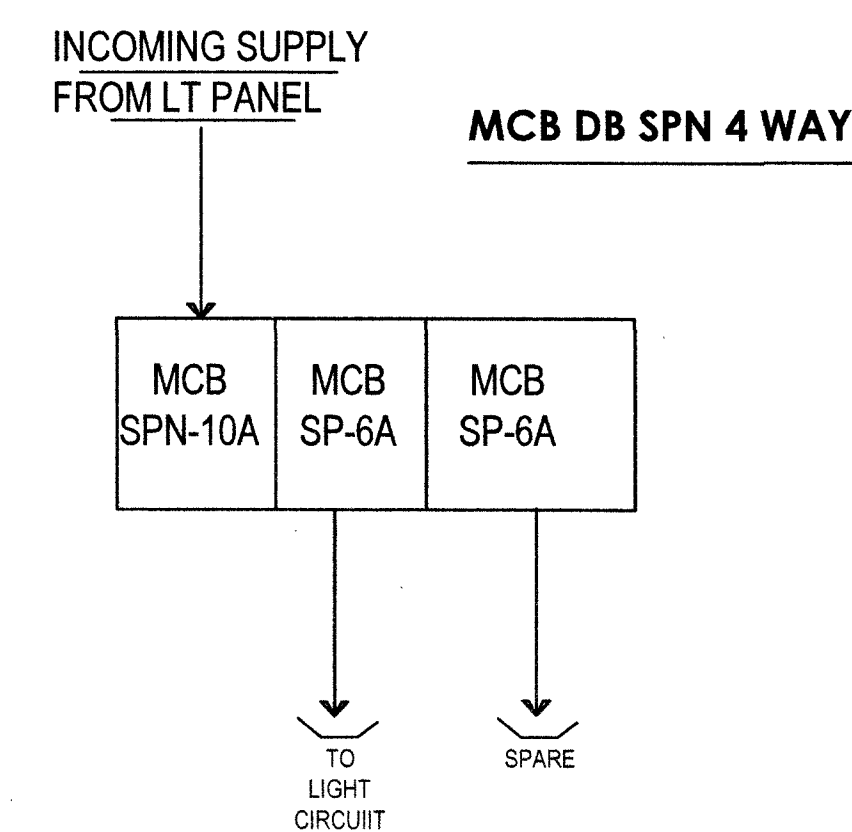 INCOMING SUPPLY
FROM LT PANEL
MCB DB SPN 4 WAY
MCB
SPN-10A
MCB
SP-6A
MCB
SP-6A
TO
LIGHT
CIRCUIIT
SPARE